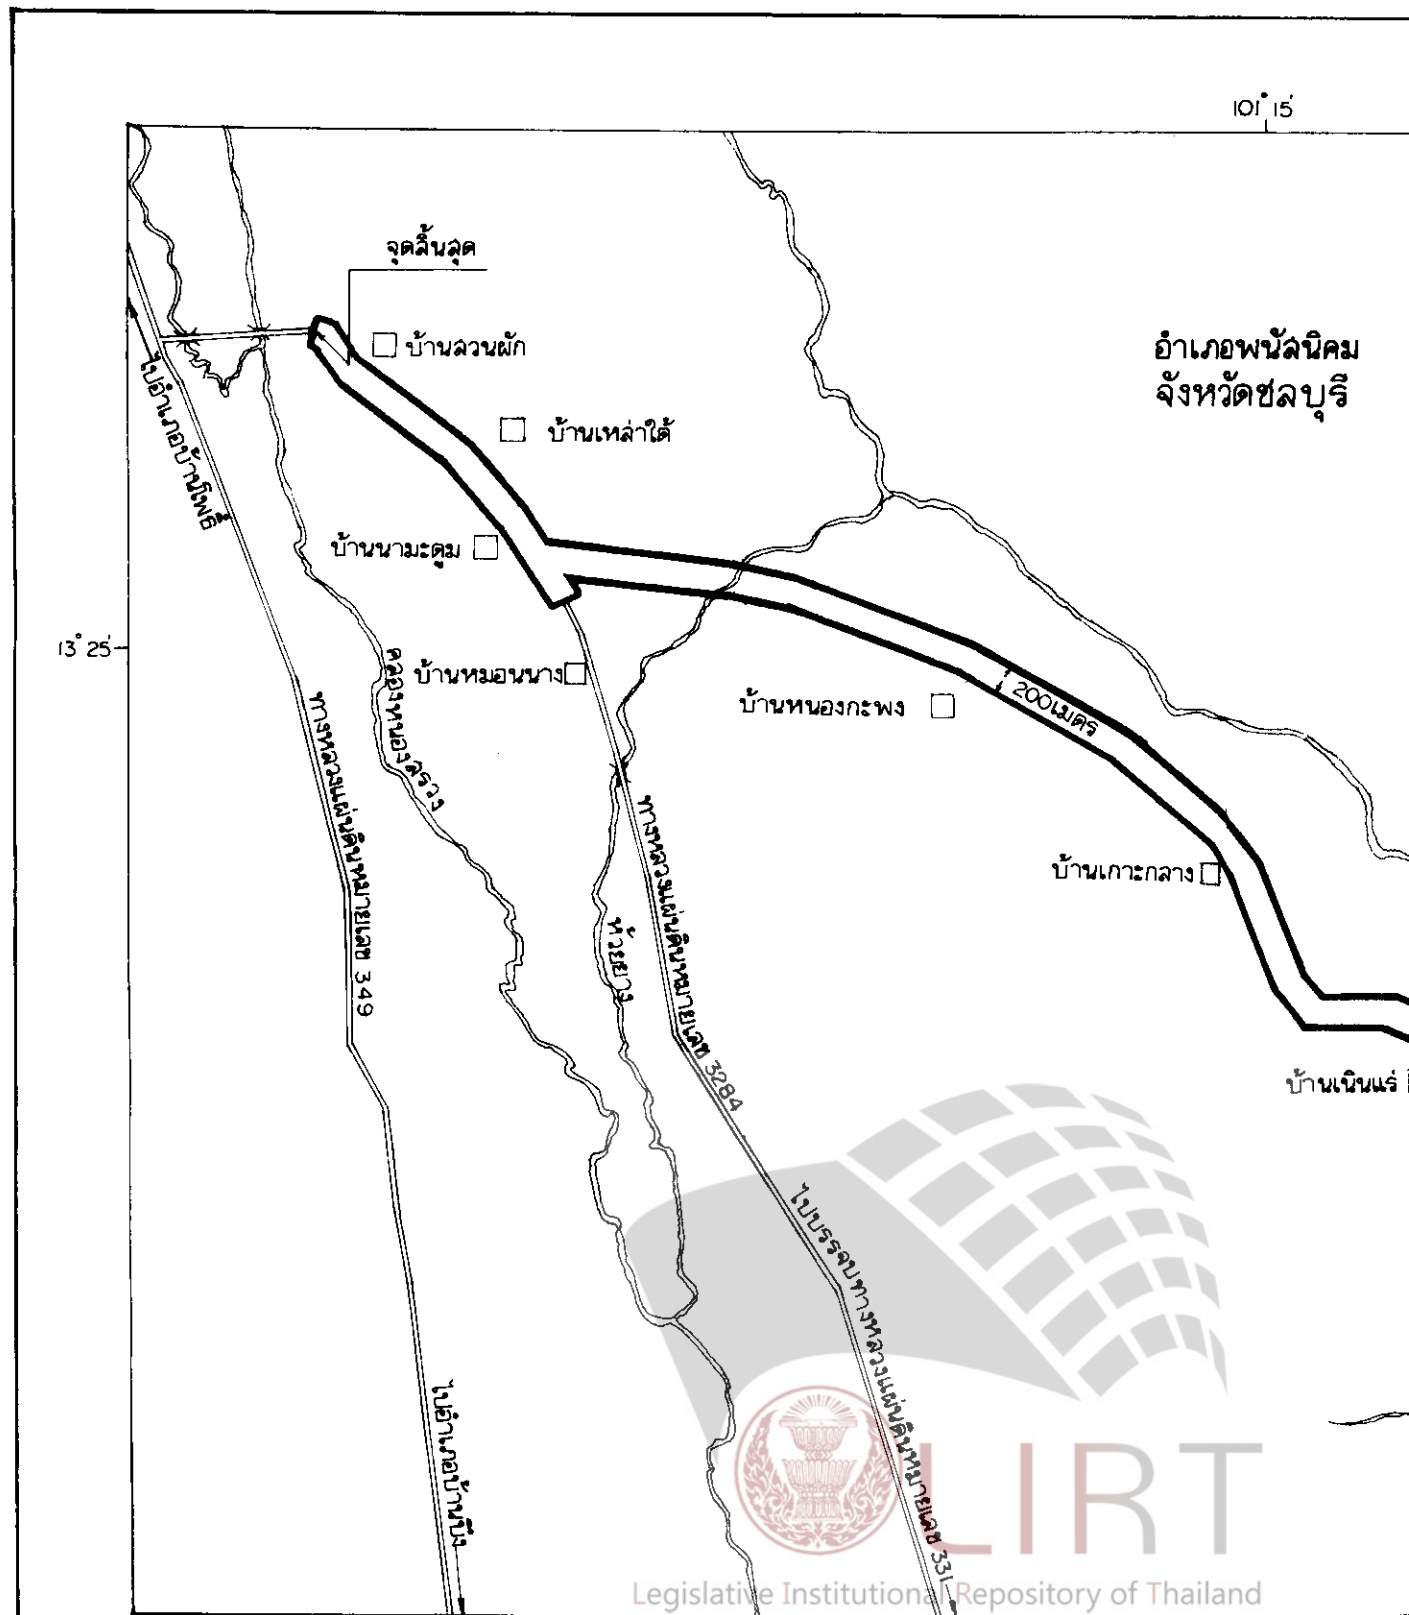 101° 15'
จุดสิ้นสุด
บ้านสวนผัก
อำเภอพนัสนิคม
จังหวัดชลบุรี
ไปอำเภอบ้านโพธิ์
บ้านเหล่าใต้
บ้านนามะตูม
13° 25'
บ้านหมอนนาง
คลองหนองสรวง
บ้านหนองกะพง
200 เมตร
ทางหลวงแผ่นดินหมายเลข 349
ทางหลวงแผ่นดินหมายเลข 3284
บ้านเกาะกลาง
ห้วยยาง
บ้านเนินแร่
ไปบรรจบทางหลวงแผ่นดินหมายเลข 331
ไปอำเภอบ้านบึง
LIRT
Legislative Institutional Repository of Thailand